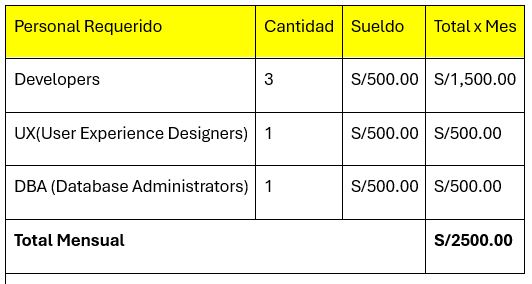 Personal Requerido Cantidad Sueldo Total x Mes
Developers 3 S/500.00 S/1,500.00
UX(User Experience Designers) 1 S/500.00 S/500.00
DBA (Database Administrators) 1 S/500.00 S/500.00
Total Mensual S/2500.00